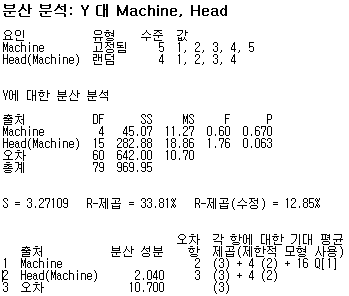 분산 분석: Y 대 Machine, Head
요인 유형 수준 값
Machine 고정됨 5 1, 2, 3, 4, 5
Head(Machine) 랜덤 4 1, 2, 3, 4
Y에 대한 분산 분석
출처 DF SS MS F P
Machine 4 45.07 11.27 0.60 0.670
Head(Machine) 15 282.88 18.86 1.76 0.063
오차 60 642.00 10.70
총계 79 969.95
S = 3.27109 R-제곱 = 33.81% R-제곱(수정) = 12.85%
오차 각 항에 대한 기대 평균
출처 분산 성분 항 제곱(제한적 모형 사용)
1 Machine 2 (3) + 4 (2) + 16 Q[1]
2 Head(Machine) 2.040 3 (3) + 4 (2)
3 오차 10.700 (3)